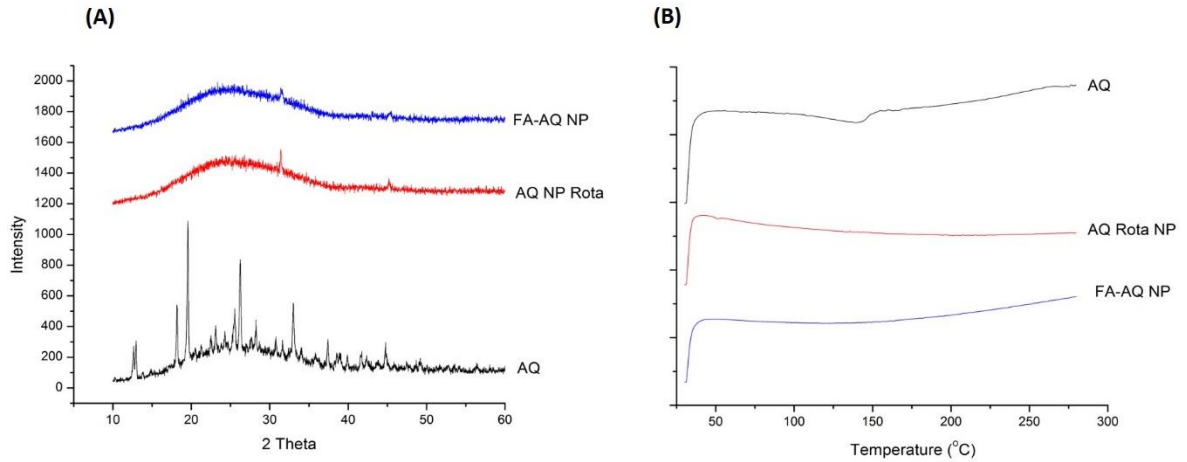 (A)
(B)
2000
1800
1600
1400
1200
1000
800
600
400
200
0
Intensity
FA-AQ NP
AQ NP Rota
AQ
10 20 30 40 50 60
2 Theta
AQ
AQ Rota NP
FA-AQ NP
50 100 150 200 250 300
Temperature (°C)